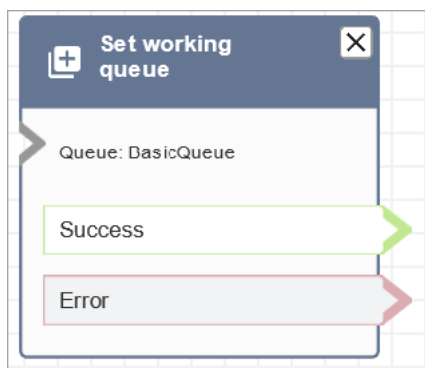 Set working
queue
Queue: BasicQueue
Success
Error